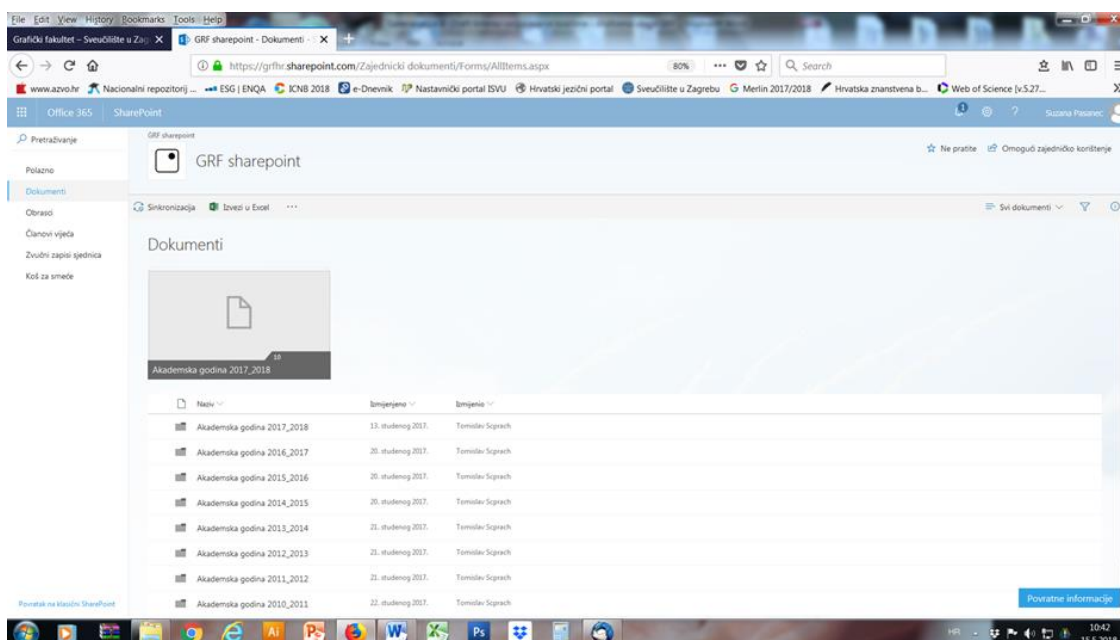 File Edit View History Bookmarks Tools Help
Grafički fakultet – Sveučilište u Zag
GRF sharepoint - Dokumenti -
https://grfhr.sharepoint.com/Zajednicki dokumenti/Forms/AllItems.aspx
80%
Search
www.azvo.hr Nacionalni repozitorij ... ESG | ENQA ICNB 2018 e-Dnevnik Nastavnički portal ISVU Hrvatski jezični portal Sveučilište u Zagrebu Merlin 2017/2018 Hrvatska znanstvena b... Web of Science [v.5.27...
Office 365 SharePoint
1
?
Suzana Pasanec
Pretraživanje
Polazno
Dokumenti
Obrasci
Članovi vijeća
Zvučni zapisi sjednica
Koš za smeće
Povratak na klasični SharePoint
GRF sharepoint
GRF sharepoint
Ne pratite Omogući zajedničko korištenje
Sinkronizacija Izvezi u Excel ...
Svi dokumenti
Dokumenti
10
Akademska godina 2017_2018
Naziv Izmijenjeno Izmijenio
Akademska godina 2017_2018 13. studenog 2017. Tomislav
Akademska godina 2016_2017 20. studenog 2017. Tomislav
Akademska godina 2015_2016 20. studenog 2017. Tomislav
Akademska godina 2014_2015 20. studenog 2017. Tomislav
Akademska godina 2013_2014 21. studenog 2017. Tomislav
Akademska godina 2012_2013 21. studenog 2017. Tomislav
Akademska godina 2011_2012 21. studenog 2017. Tomislav
Akademska godina 2010_2011 22. studenog 2017. Tomislav
Povratne informacije
HR
10:42